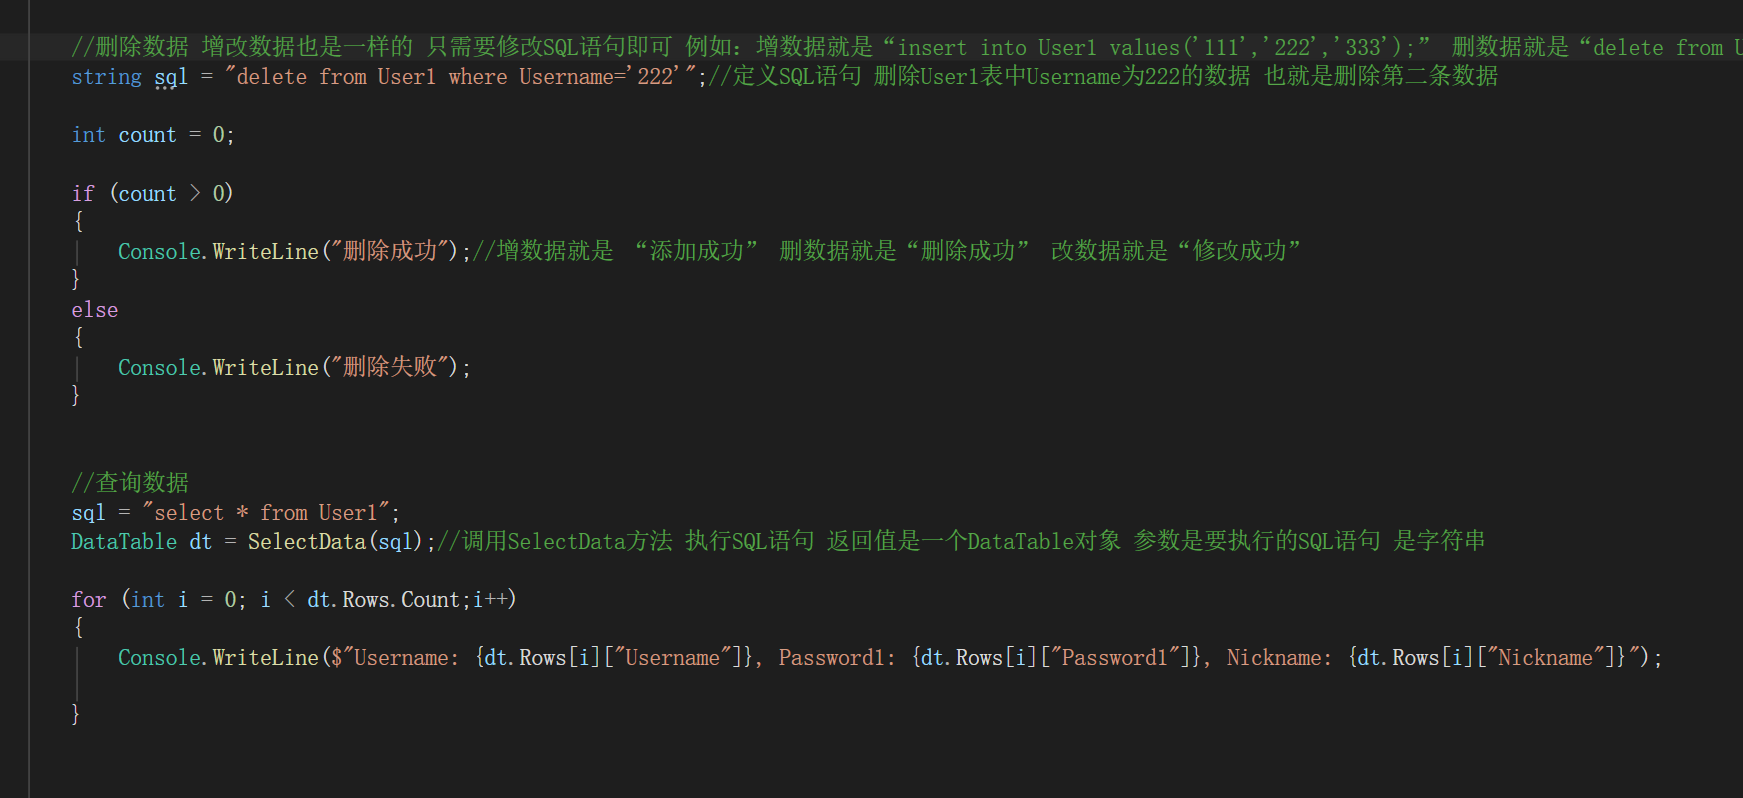 //删除数据 增改数据也是一样的 只需要修改SQL语句即可 例如：增数据就是“insert into User1 values('111','222','333');” 删数据就是“delete from U
string sql = "delete from User1 where Username='222'";//定义SQL语句 删除User1表中Username为222的数据 也就是删除第二条数据
int count = 0;
if (count > 0)
{
Console.WriteLine("删除成功");//增数据就是 “添加成功” 删数据就是“删除成功” 改数据就是“修改成功”
}
else
{
Console.WriteLine("删除失败");
}
//查询数据
sql = "select * from User1";
DataTable dt = SelectData(sql);//调用SelectData方法 执行SQL语句 返回值是一个DataTable对象 参数是要执行的SQL语句 是字符串
for (int i = 0; i < dt.Rows.Count;i++)
{
Console.WriteLine($"Username: {dt.Rows[i]["Username"]}, Password1: {dt.Rows[i]["Password1"]}, Nickname: {dt.Rows[i]["Nickname"]}");
}